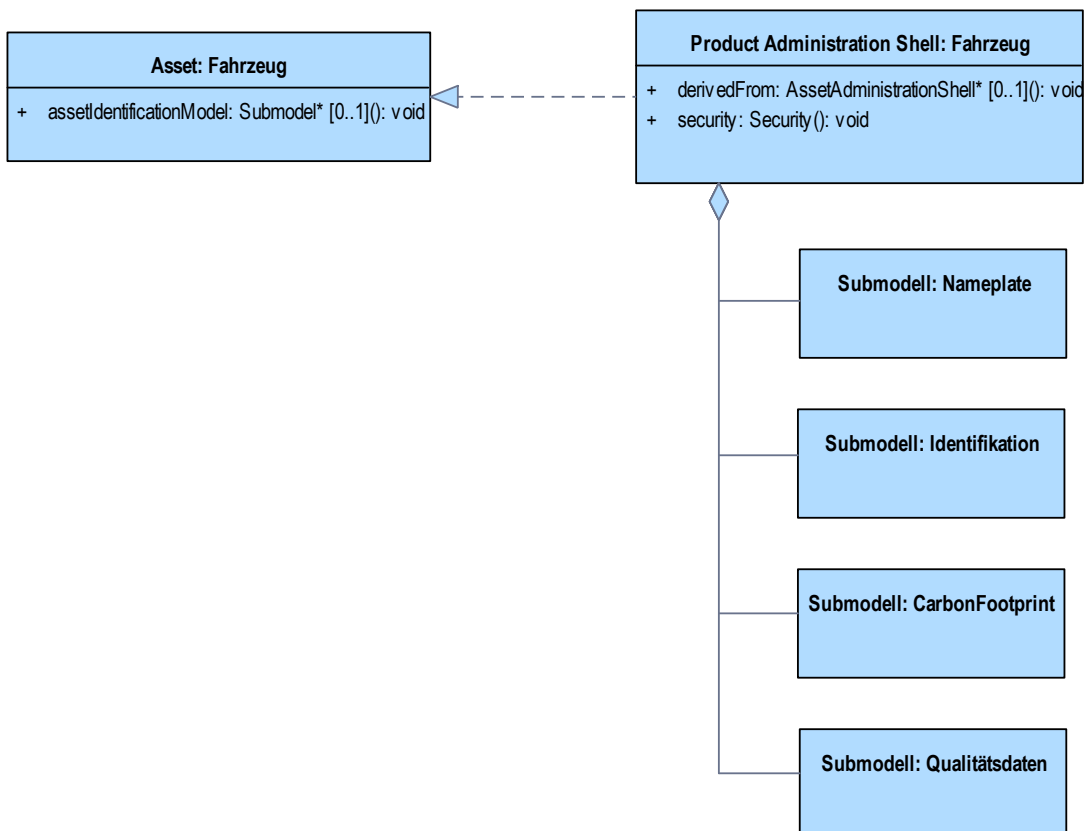 Asset: Fahrzeug
+ assetIdentificationModel: Submodel* [0..1](): void
Product Administration Shell: Fahrzeug
+ derivedFrom: AssetAdministrationShell* [0..1](): void
+ security: Security(): void
Submodell: Nameplate
Submodell: Identifikation
Submodell: CarbonFootprint
Submodell: Qualitätsdaten